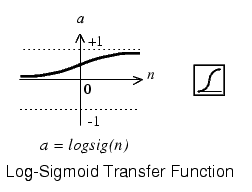 a
+1
n
0
-1
a = logsig(n)
Log-Sigmoid Transfer Function